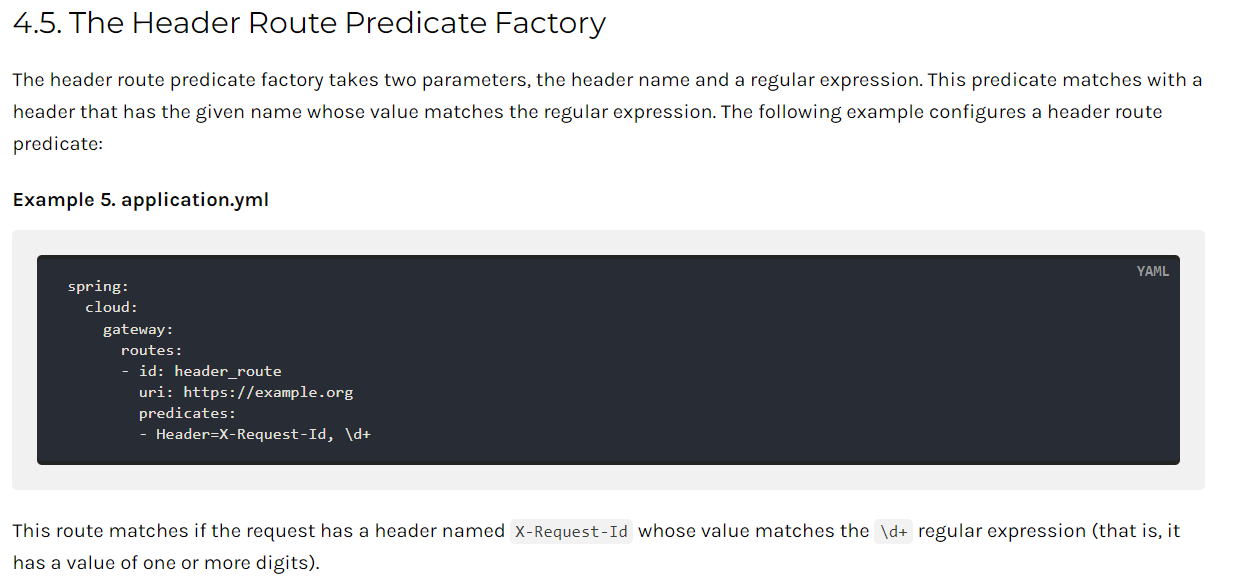 4.5. The Header Route Predicate Factory
The header route predicate factory takes two parameters, the header name and a regular expression. This predicate matches with a
header that has the given name whose value matches the regular expression. The following example configures a header route
predicate:
Example 5. application.yml
YAML
spring:
  cloud:
    gateway:
      routes:
      - id: header_route
        uri: https://example.org
        predicates:
        - Header=X-Request-Id, \d+
This route matches if the request has a header named X-Request-Id whose value matches the \d+ regular expression (that is, it
has a value of one or more digits).